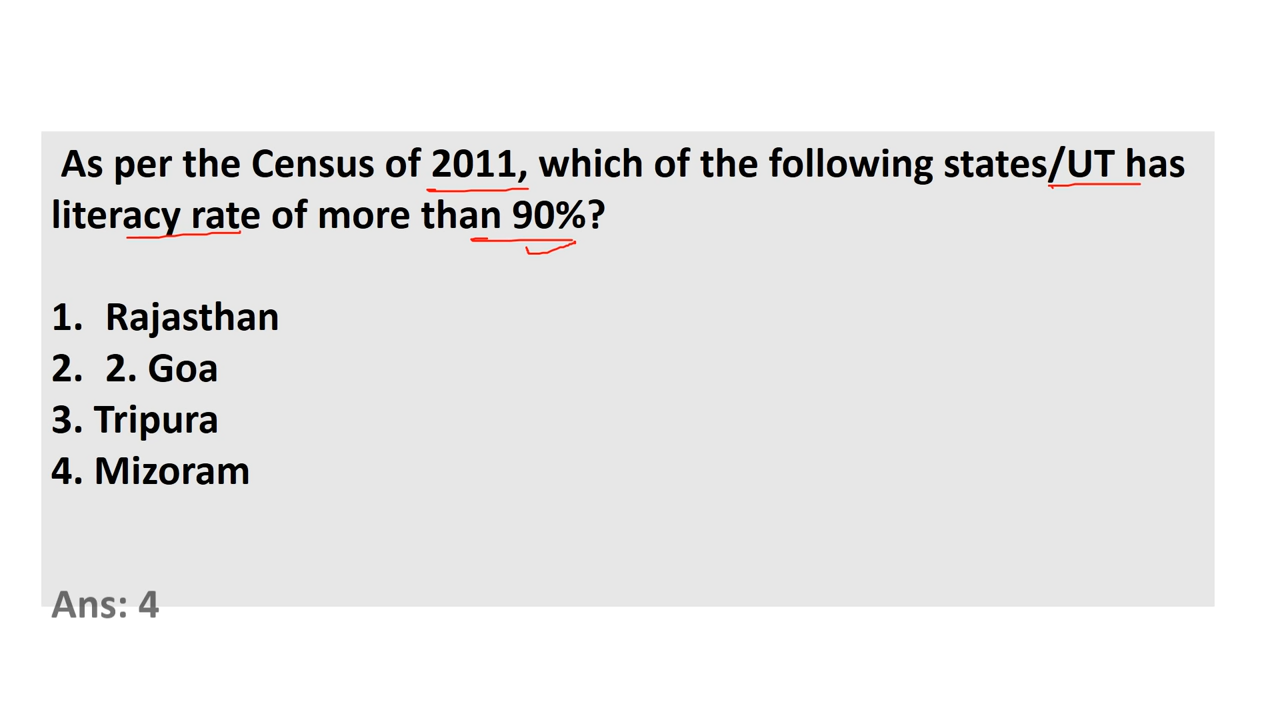 As per the Census of 2011, which of the following states/UT has
literacy rate of more than 90%?
1. Rajasthan
2. 2. Goa
3. Tripura
4. Mizoram
Ans: 4